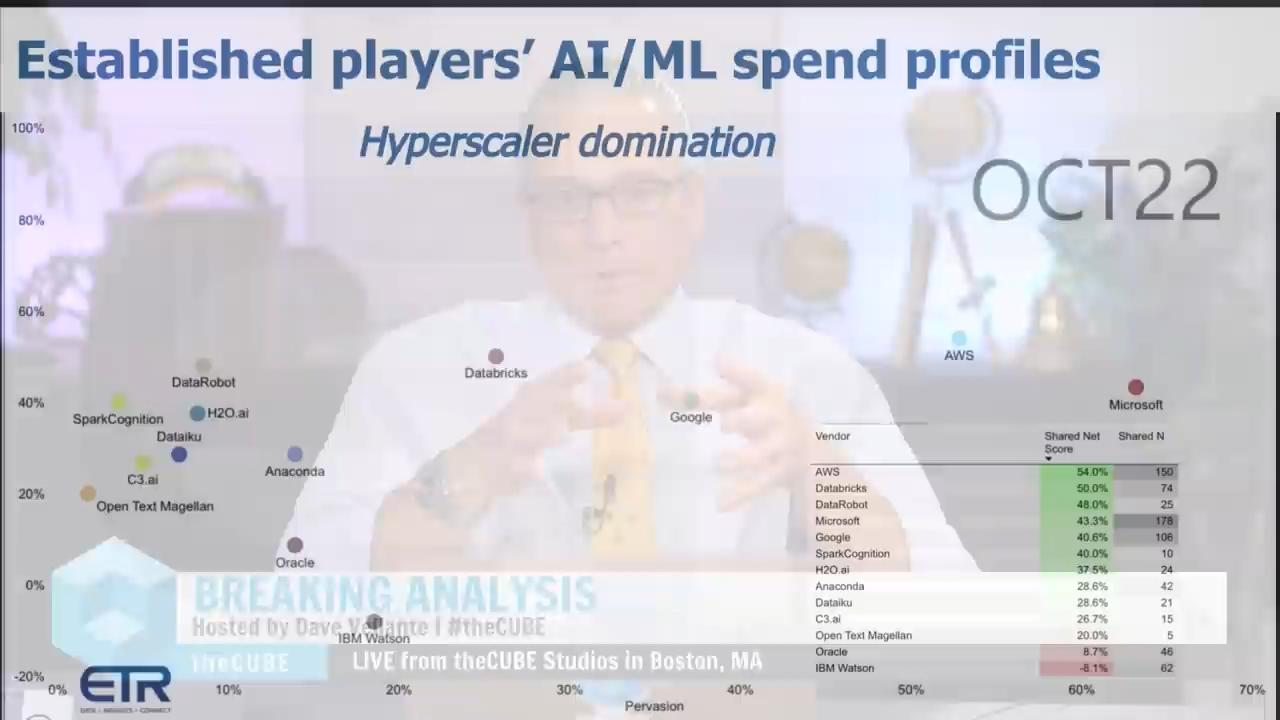 Established players' AI/ML spend profiles
Hyperscaler domination
OCT22
100%
80%
60%
40%
20%
0%
-20%
AWS
Microsoft
Databricks
Google
DataRobot
SparkCognition
H2O.ai
Dataiku
C3.ai
Anaconda
Open Text Magellan
Oracle
IBM Watson
Vendor Shared Net Score Shared N
AWS 54.0% 150
Databricks 50.0% 74
DataRobot 48.0% 25
Microsoft 43.3% 178
Google 40.6% 106
SparkCognition 40.0% 10
H2O.ai 37.5% 24
Anaconda 28.6% 42
Dataiku 28.6% 21
C3.ai 26.7% 15
Open Text Magellan 20.0% 5
Oracle 8.7% 46
IBM Watson -8.1% 62
BREAKING ANALYSIS
Hosted by Dave Vellante | #theCUBE
theCUBE LIVE from theCUBE Studios in Boston, MA
ETR
0% 10% 20% 30% 40% 50% 60% 70%
Pervasion